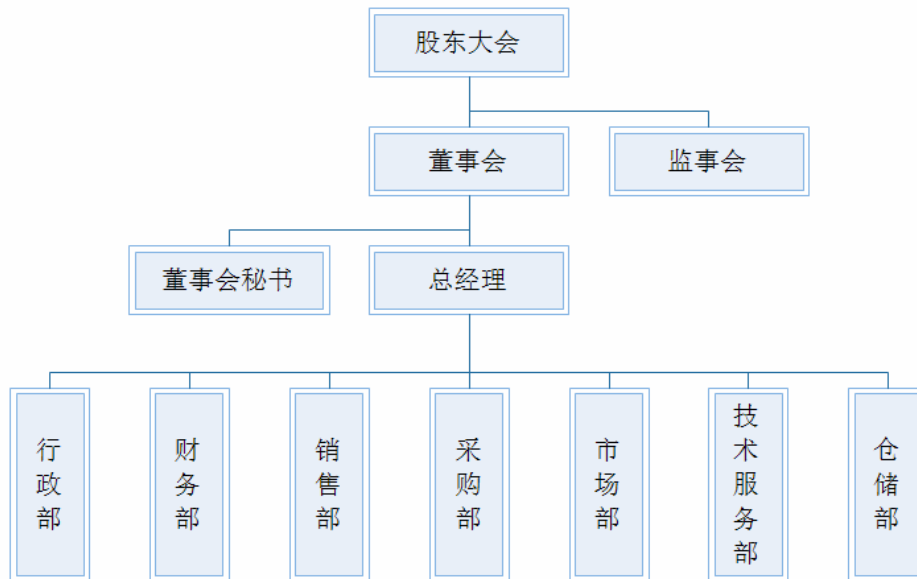 股东大会
董事会
监事会
董事会秘书
总经理
行政部
财务部
销售部
采购部
市场部
技术服务部
仓储部